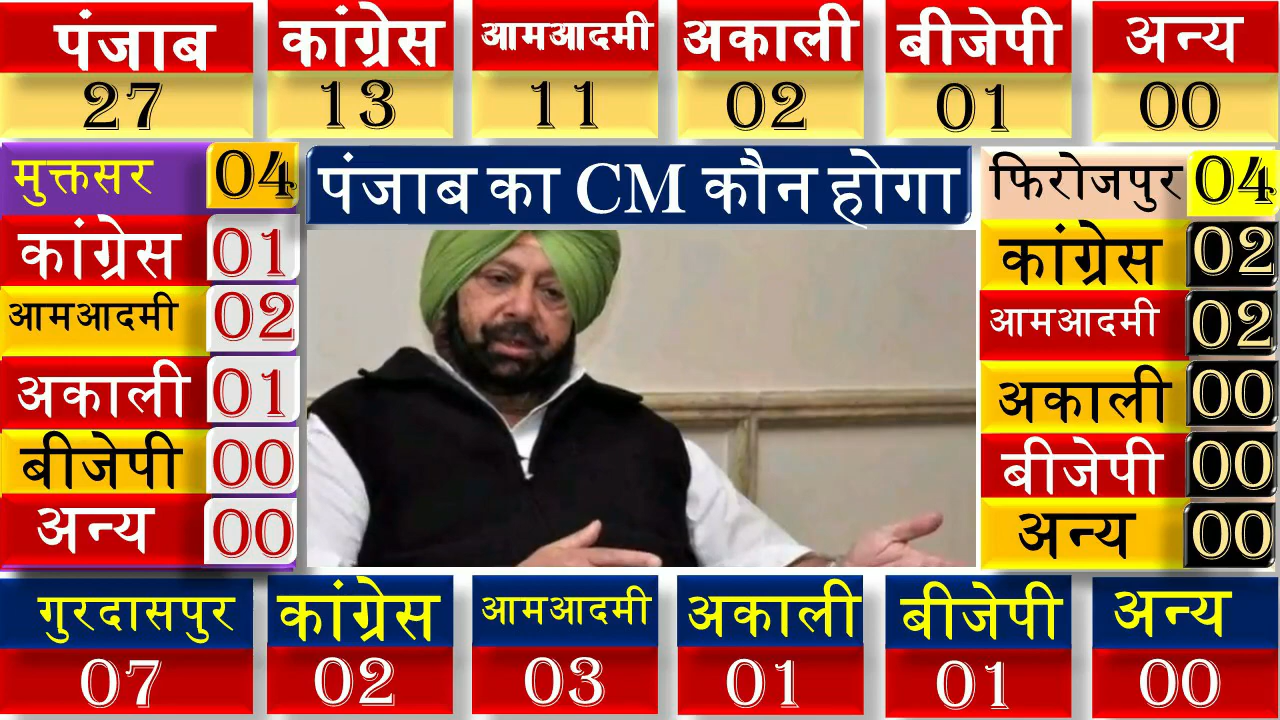 पंजाब कांग्रेस आमआदमी अकाली बीजेपी अन्य
27 13 11 02 01 00
मुक्तसर 04
कांग्रेस 01
आमआदमी 02
अकाली 01
बीजेपी 00
अन्य 00
पंजाब का CM कौन होगा
फिरोजपुर 04
कांग्रेस 02
आमआदमी 02
अकाली 00
बीजेपी 00
अन्य 00
गुरदासपुर कांग्रेस आमआदमी अकाली बीजेपी अन्य
07 02 03 01 01 00